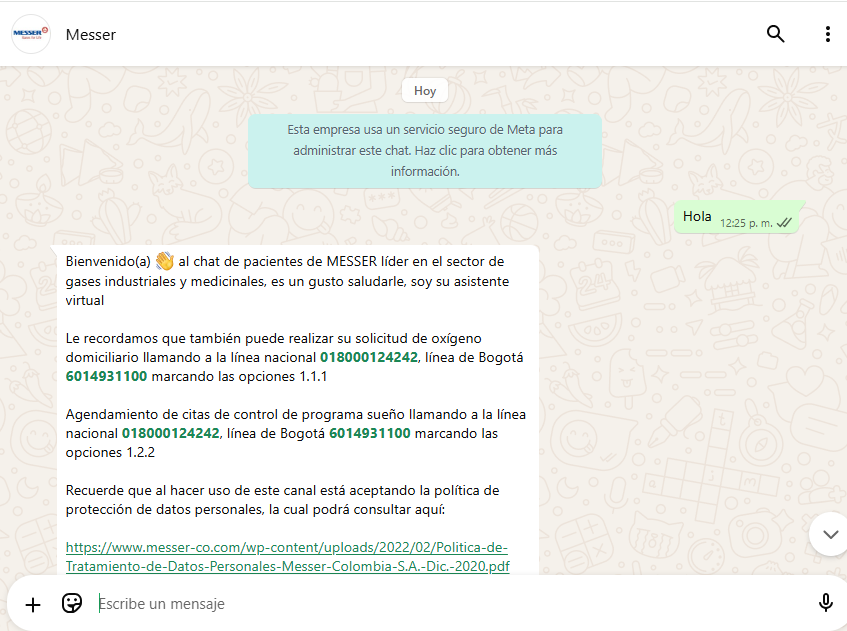 MESSER
Messer
Hoy
Esta empresa usa un servicio seguro de Meta para
administrar este chat. Haz clic para obtener más
información.
Hola 12:25 p. m.
Bienvenido(a) 👋 al chat de pacientes de MESSER líder en el sector de
gases industriales y medicinales, es un gusto saludarle, soy su asistente
virtual
Le recordamos que también puede realizar su solicitud de oxígeno
domiciliario llamando a la línea nacional 018000124242, línea de Bogotá
6014931100 marcando las opciones 1.1.1
Agendamiento de citas de control de programa sueño llamando a la línea
nacional 018000124242, línea de Bogotá 6014931100 marcando las
opciones 1.2.2
Recuerde que al hacer uso de este canal está aceptando la política de
protección de datos personales, la cual podrá consultar aquí:
https://www.messer-co.com/wp-content/uploads/2022/02/Politica-de-
Tratamiento-de-Datos-Personales-Messer-Colombia-S.A.-Dic.-2020.pdf
Escribe un mensaje